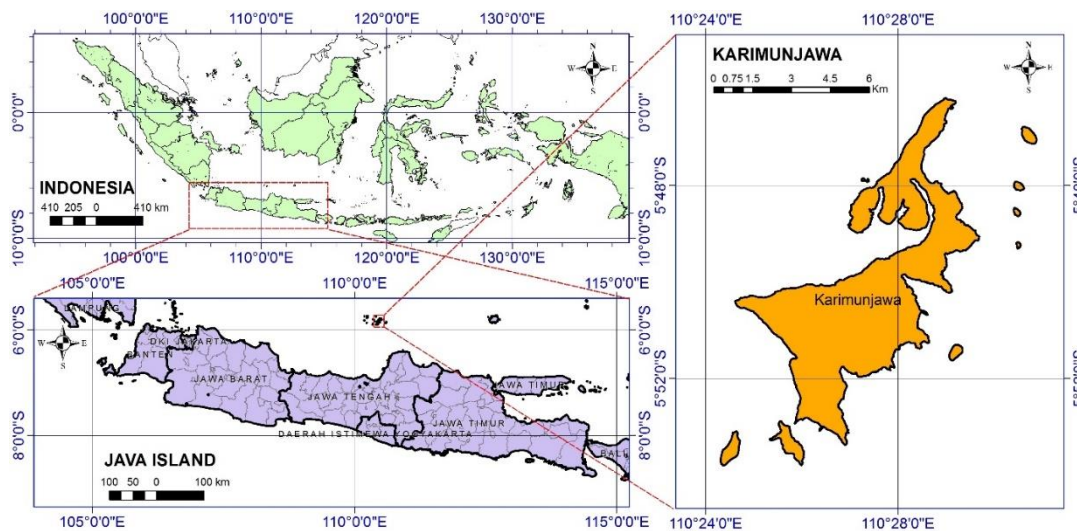 100°0'0"E 110°0'0"E 120°0'0"E 130°0'0"E
N
W E
S
0°0'0" 0°0'0"
INDONESIA
410 205 0 410 km
10°0'0"S 10°0'0"S
100°0'0"E 110°0'0"E 120°0'0"E 130°0'0"E
105°0'0"E 110°0'0"E 115°0'0"E
LAMPUNG
6°0'0"S 6°0'0"S
N
W E
S
DKI JAKARTA
BANTEN
JAWA BARAT
JAWA TIMUR
JAWA TENGAH
JAWA TIMUR
DAERAH ISTIMEWA YOGYAKARTA
8°0'0"S 8°0'0"S
BALI
JAVA ISLAND
100 50 0 100 km
105°0'0"E 110°0'0"E 115°0'0"E
110°24'E 110°28'0"E
KARIMUNJAWA
N
W E
S
0 0.75 1.5 3 4.5 6
Km
5°48'0"S
Karimunjawa
5°52'0"S
110°24'E 110°28'0"E